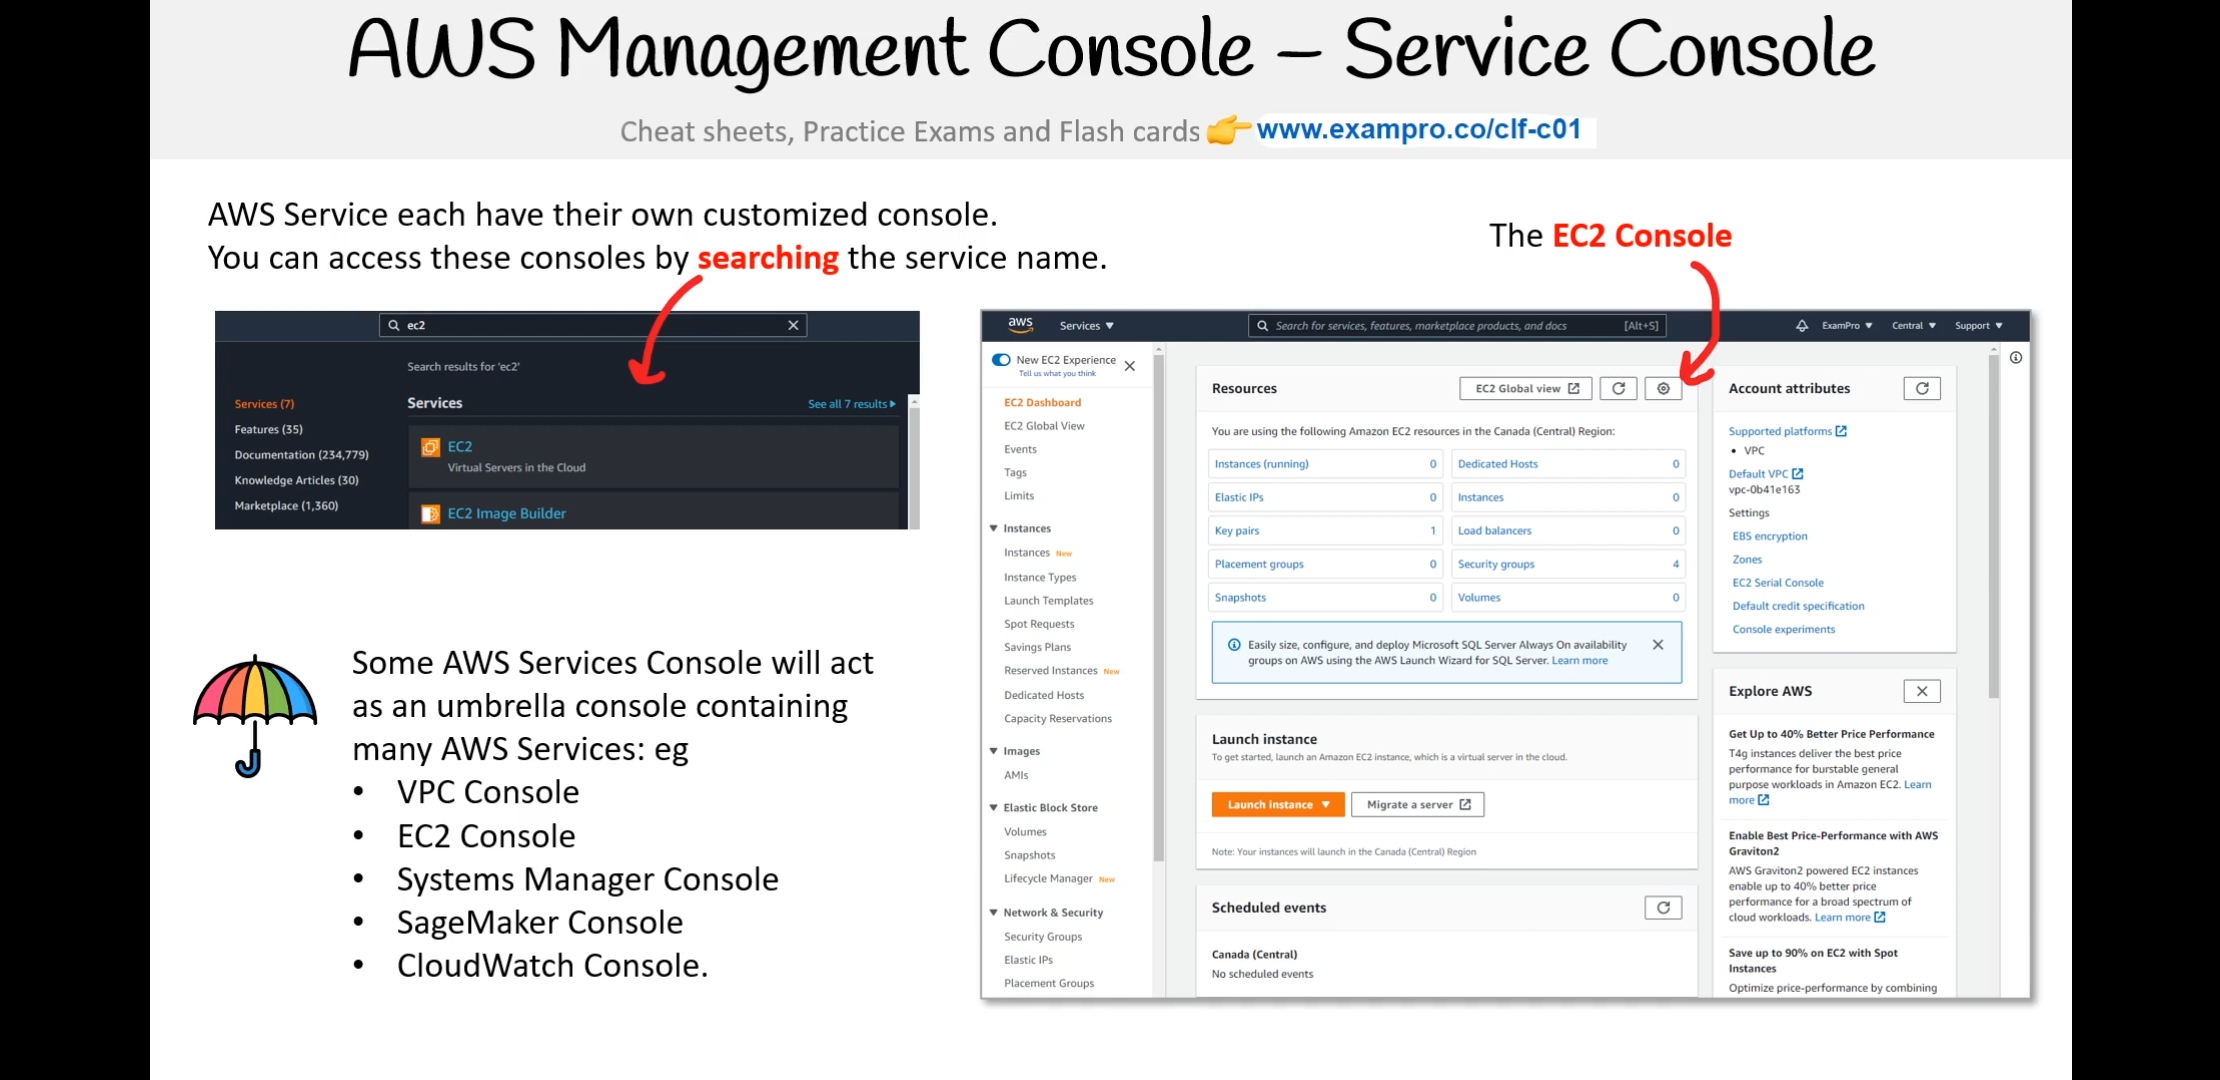 AWS Management Console – Service Console
Cheat sheets, Practice Exams and Flash cards www.exampro.co/clf-c01
AWS Service each have their own customized console.
You can access these consoles by searching the service name.
ec2
Search results for 'ec2'
Services (7)
Features (35)
Documentation (234,779)
Knowledge Articles (30)
Marketplace (1,360)
Services
See all 7 results
EC2
Virtual Servers in the Cloud
EC2 Image Builder
Some AWS Services Console will act
as an umbrella console containing
many AWS Services: eg
• VPC Console
• EC2 Console
• Systems Manager Console
• SageMaker Console
• CloudWatch Console.
The EC2 Console
aws
Services
Search for services, features, marketplace products, and docs [Alt+S]
ExamPro
Central
Support
New EC2 Experience
Tell us what you think
EC2 Dashboard
EC2 Global View
Events
Tags
Limits
Instances
Instances New
Instance Types
Launch Templates
Spot Requests
Savings Plans
Reserved Instances New
Dedicated Hosts
Capacity Reservations
Images
AMIs
Elastic Block Store
Volumes
Snapshots
Lifecycle Manager New
Network & Security
Security Groups
Elastic IPs
Placement Groups
Resources
EC2 Global view
You are using the following Amazon EC2 resources in the Canada (Central) Region:
Instances (running) 0
Dedicated Hosts 0
Elastic IPs 0
Instances 0
Key pairs 1
Load balancers 0
Placement groups 0
Security groups 4
Snapshots 0
Volumes 0
Easily size, configure, and deploy Microsoft SQL Server Always On availability
groups on AWS using the AWS Launch Wizard for SQL Server. Learn more
Launch instance
To get started, launch an Amazon EC2 instance, which is a virtual server in the cloud.
Launch instance
Migrate a server
Note: Your instances will launch in the Canada (Central) Region
Scheduled events
Canada (Central)
No scheduled events
Account attributes
Supported platforms
• VPC
Default VPC
vpc-0b41e163
Settings
EBS encryption
Zones
EC2 Serial Console
Default credit specification
Console experiments
Explore AWS
Get Up to 40% Better Price Performance
T4g instances deliver the best price
performance for burstable general
purpose workloads in Amazon EC2. Learn
more
Enable Best Price-Performance with AWS
Graviton2
AWS Graviton2 powered EC2 instances
enable up to 40% better price
performance for a broad spectrum of
cloud workloads. Learn more
Save up to 90% on EC2 with Spot
Instances
Optimize price-performance by combining